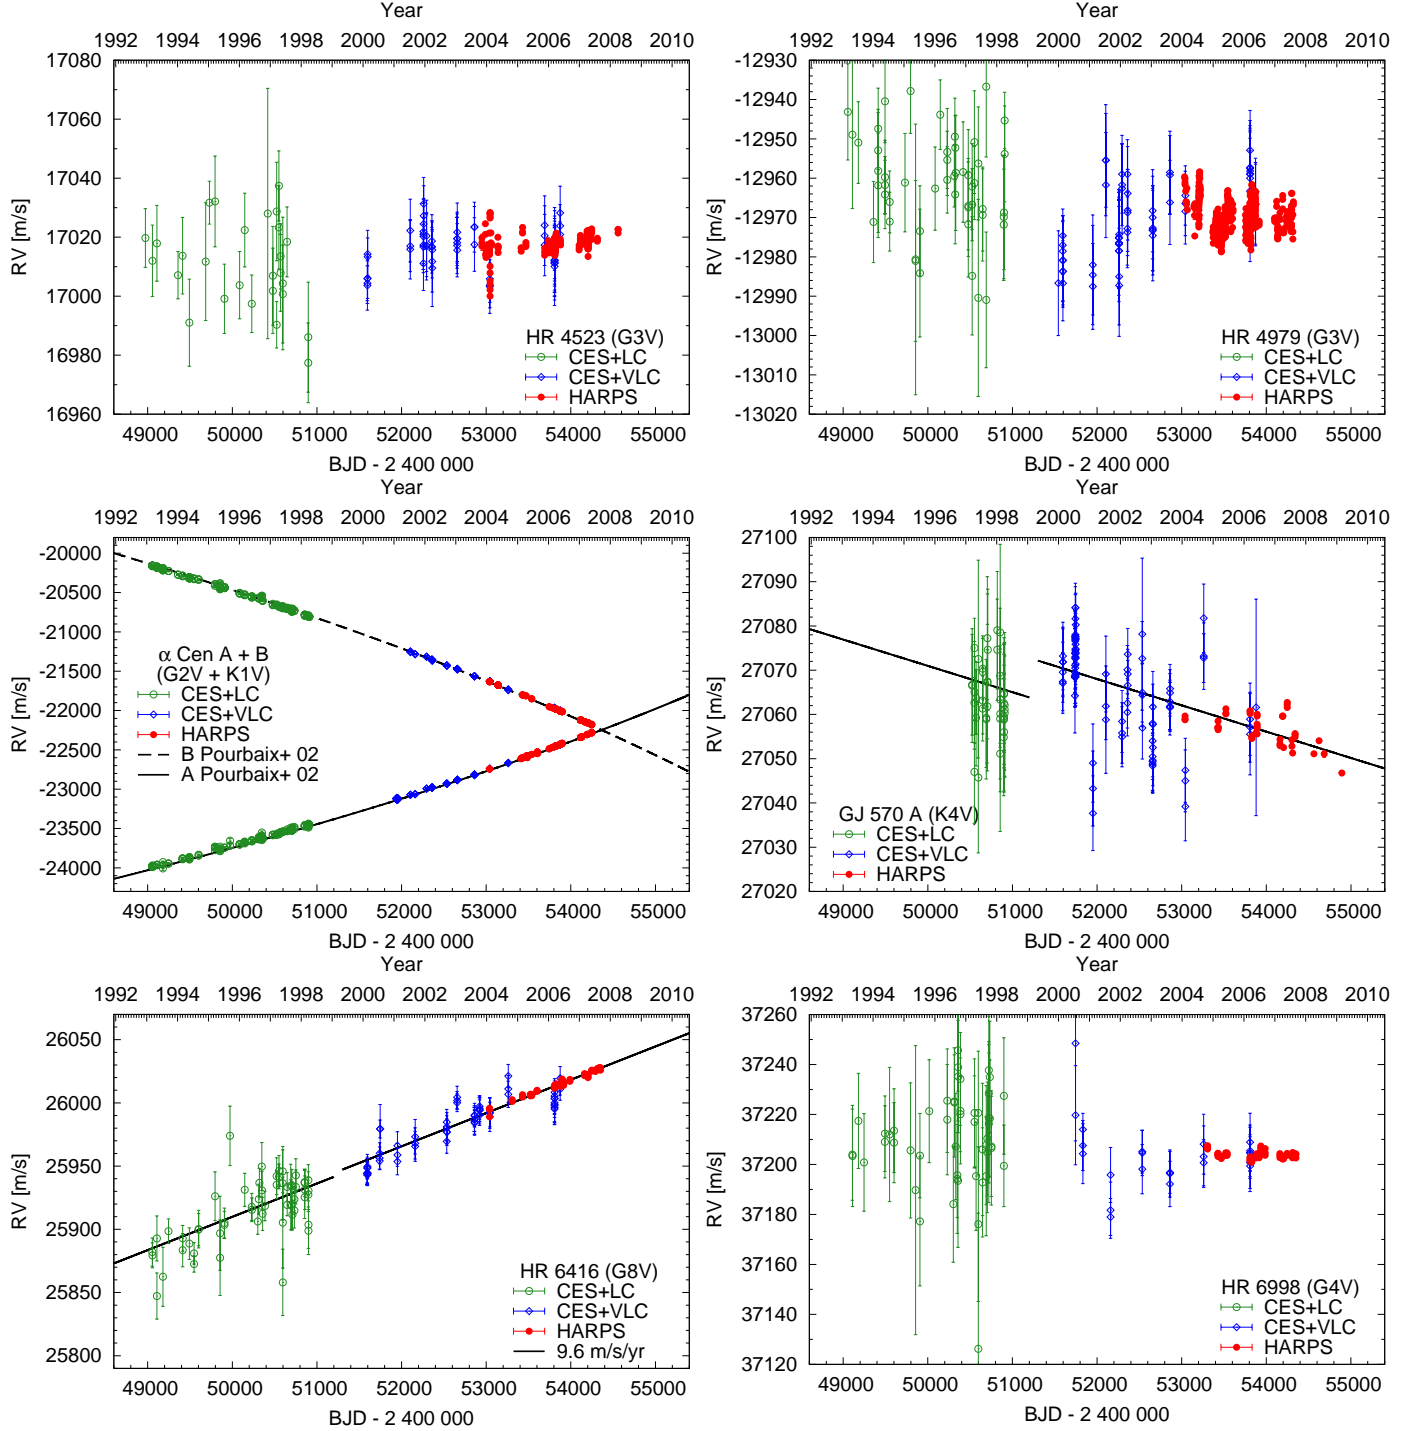 Year
1992 1994 1996 1998 2000 2002 2004 2006 2008 2010
17080
17060
17040
17020
17000
16980
16960
RV [m/s]
HR 4523 (G3V)
CES+LC
CES+VLC
HARPS
49000 50000 51000 52000 53000 54000 55000
BJD - 2 400 000
Year
1992 1994 1996 1998 2000 2002 2004 2006 2008 2010
-12930
-12940
-12950
-12960
-12970
-12980
-12990
-13000
-13010
-13020
RV [m/s]
HR 4979 (G3V)
CES+LC
CES+VLC
HARPS
49000 50000 51000 52000 53000 54000 55000
BJD - 2 400 000
Year
1992 1994 1996 1998 2000 2002 2004 2006 2008 2010
-20000
-20500
-21000
-21500
-22000
-22500
-23000
-23500
-24000
RV [m/s]
α Cen A + B
(G2V + K1V)
CES+LC
CES+VLC
HARPS
B Pourbaix+ 02
A Pourbaix+ 02
49000 50000 51000 52000 53000 54000 55000
BJD - 2 400 000
Year
1992 1994 1996 1998 2000 2002 2004 2006 2008 2010
27100
27090
27080
27070
27060
27050
27040
27030
27020
RV [m/s]
GJ 570 A (K4V)
CES+LC
CES+VLC
HARPS
49000 50000 51000 52000 53000 54000 55000
BJD - 2 400 000
Year
1992 1994 1996 1998 2000 2002 2004 2006 2008 2010
26050
26000
25950
25900
25850
25800
RV [m/s]
HR 6416 (G8V)
CES+LC
CES+VLC
HARPS
9.6 m/s/yr
49000 50000 51000 52000 53000 54000 55000
BJD - 2 400 000
Year
1992 1994 1996 1998 2000 2002 2004 2006 2008 2010
37260
37240
37220
37200
37180
37160
37140
37120
RV [m/s]
HR 6998 (G4V)
CES+LC
CES+VLC
HARPS
49000 50000 51000 52000 53000 54000 55000
BJD - 2 400 000